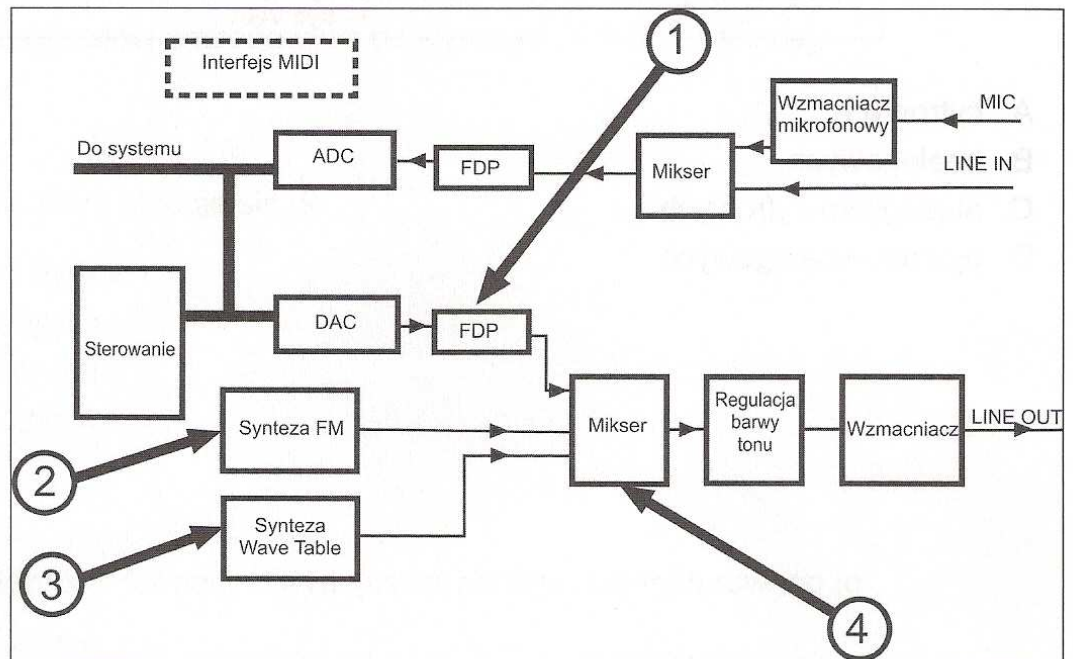 1
Interfejs MIDI
Wzmacniacz
mikrofonowy
MIC
Do systemu
ADC
FDP
Mikser
LINE IN
Sterowanie
DAC
FDP
Synteza FM
Mikser
Regulacja
barwy
tonu
Wzmacniacz
LINE OUT
2
Synteza
Wave Table
3
4